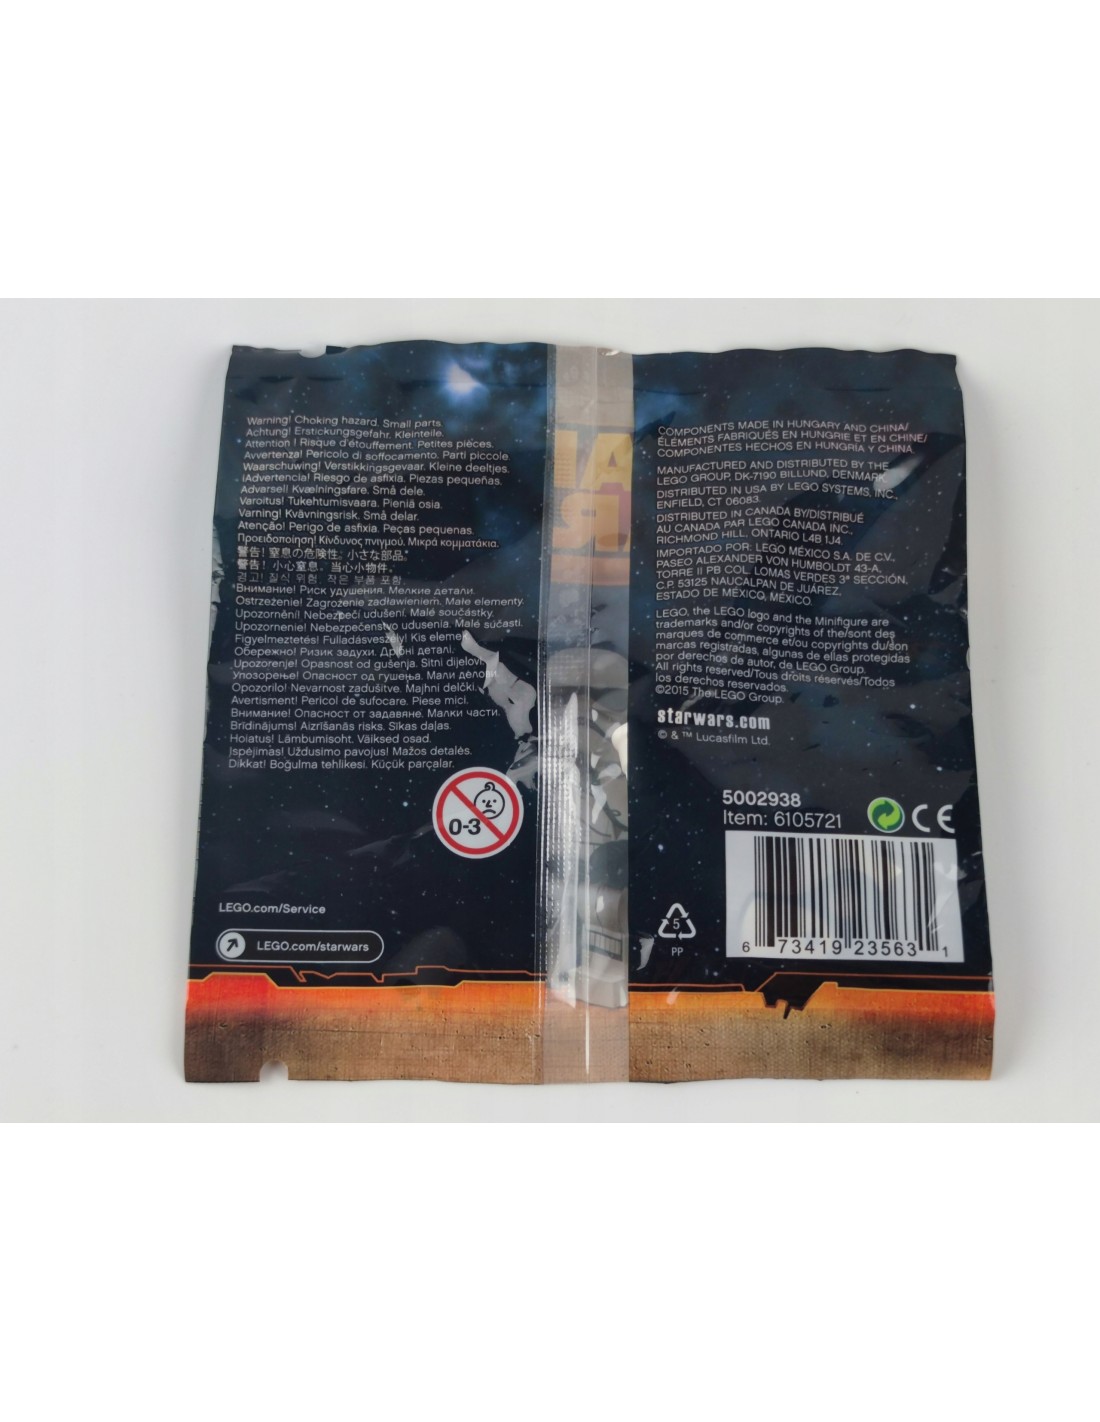 Warning! Choking hazard. Small parts.
Achtung! Erstickungsgefahr. Kleinteile.
Attention ! Risque d'étouffement. Petites pièces.
Avvertenza! Pericolo di soffocamento. Parti piccole.
Waarschuwing! Verstikkingsgevaar. Kleine deeltjes.
¡Advertencia! Riesgo de asfixia. Piezas pequeñas.
Advarsel! Kvælningsfare. Små dele.
Varoitus! Tukehtumisvaara. Pieniä osia.
Varning! Kvävningsrisk. Små delar.
Atenção! Perigo de asfixia. Peças pequenas.
Προειδοποίηση! Κίνδυνος πνιγμού. Μικρά κομματάκια.
警告! 窒息の危険性。小さな部品。
警告! 小心窒息。当心小物件。
경고! 질식 위험. 작은 부품 포함.
Внимание! Риск удушения. Мелкие детали.
Ostrzeżenie! Zagrożenie zadławieniem. Małe elementy.
Upozornění! Nebezpečí udušení. Malé součástky.
Upozornenie! Nebezpečenstvo udusenia. Malé súčasti.
Figyelmeztetés! Fulladásveszély! Kis elemek.
Обережно! Ризик задухи. Дрібні деталі.
Upozorenje! Opasnost od gušenja. Sitni dijelovi.
Упозорење! Опасност од гушења. Мали делови
Opozorilo! Nevarnost zadušitve. Majhni delčki.
Avertisment! Pericol de sufocare. Piese mici.
Внимание! Опасност от задавяне. Малки части.
Brīdinājums! Aizrīšanās risks. Sīkas daļas.
Hoiatus! Lämbumisoht. Väiksed osad.
Įspėjimas! Uždusimo pavojus! Mažos detalės.
Dikkat! Boğulma tehlikesi. Küçük parçalar.
0-3
LEGO.com/Service
LEGO.com/starwars
COMPONENTS MADE IN HUNGARY AND CHINA/
ÉLÉMENTS FABRIQUÉS EN HONGRIE ET EN CHINE/
COMPONENTES HECHOS EN HUNGRÍA Y CHINA.
MANUFACTURED AND DISTRIBUTED BY THE
LEGO GROUP, DK-7190 BILLUND, DENMARK.
DISTRIBUTED IN USA BY LEGO SYSTEMS, INC.,
ENFIELD, CT 06083.
DISTRIBUTED IN CANADA BY/DISTRIBUÉ
AU CANADA PAR LEGO CANADA INC.,
RICHMOND HILL, ONTARIO L4B 1J4.
IMPORTADO POR: LEGO MÉXICO S.A. DE C.V.,
PASEO ALEXANDER VON HUMBOLDT 43-A,
TORRE II PB COL. LOMAS VERDES 3ª SECCIÓN,
C.P. 53125 NAUCALPAN DE JUÁREZ,
ESTADO DE MÉXICO, MÉXICO.
LEGO, the LEGO logo and the Minifigure are
trademarks and/or copyrights of the/sont des
marques de commerce et/ou copyrights du/son
marcas registradas, algunas de ellas protegidas
por derechos de autor, de LEGO Group.
All rights reserved/Tous droits réservés/Todos
los derechos reservados.
©2015 The LEGO Group.
starwars.com
© & ™ Lucasfilm Ltd.
5002938
Item: 6105721
CE
5
PP
6 73419 23563 1